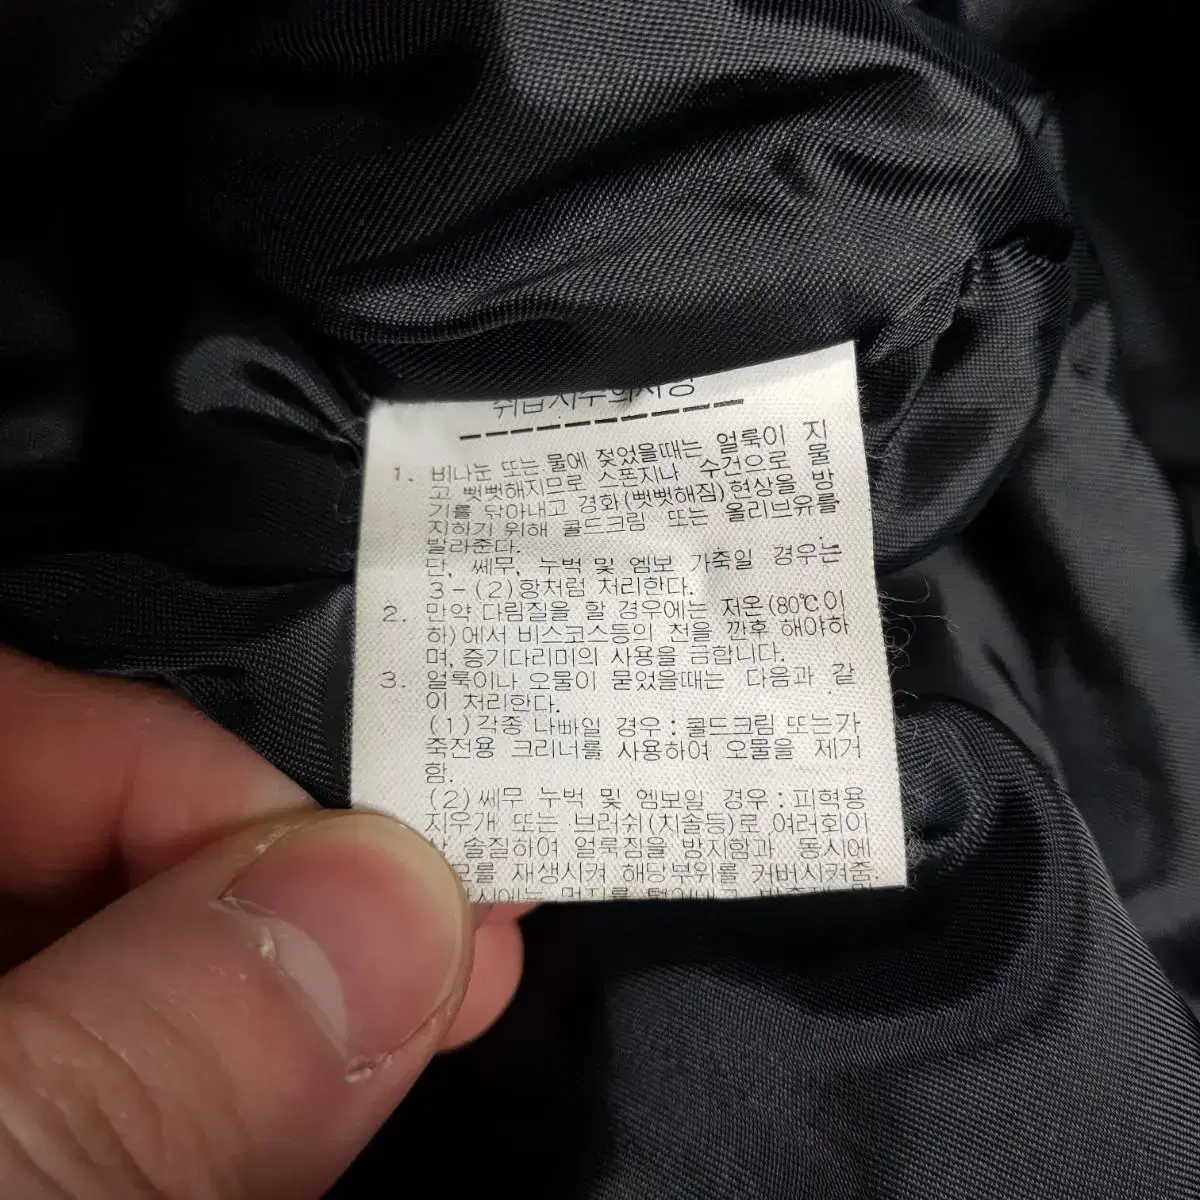 1. 비나눈 또는 물에 젖었을때는 얼룩이 지
고 뻣뻣해지므로 스폰지나 수건으로 물
기를 닦아내고 경화(뻣뻣해짐)현상을 방
지하기 위해 콜드크림 또는 올리브유를
발라준다.
단, 쎄무, 누벅 및 엠보 가죽일 경우는
3-(2)항처럼 처리한다.
2. 만약 다림질을 할 경우에는 저온(80℃이
하)에서 비스코스등의 천을 깐후 해야하
며, 증기다리미의 사용을 금합니다.
3. 얼룩이나 오물이 묻었을때는 다음과 같
이 처리한다.
(1)각종 나빠일 경우:콜드크림 또는가
죽전용 크리너를 사용하여 오물을 제거
함.
(2)쎄무 누벅 및 엠보일 경우:피혁용
지우개 또는 브러쉬(치솔등)로 여러회이
솔질하여 얼룩짐을 방지함과 동시에
모를 재생시켜 해당부위를 커버시켜줌.